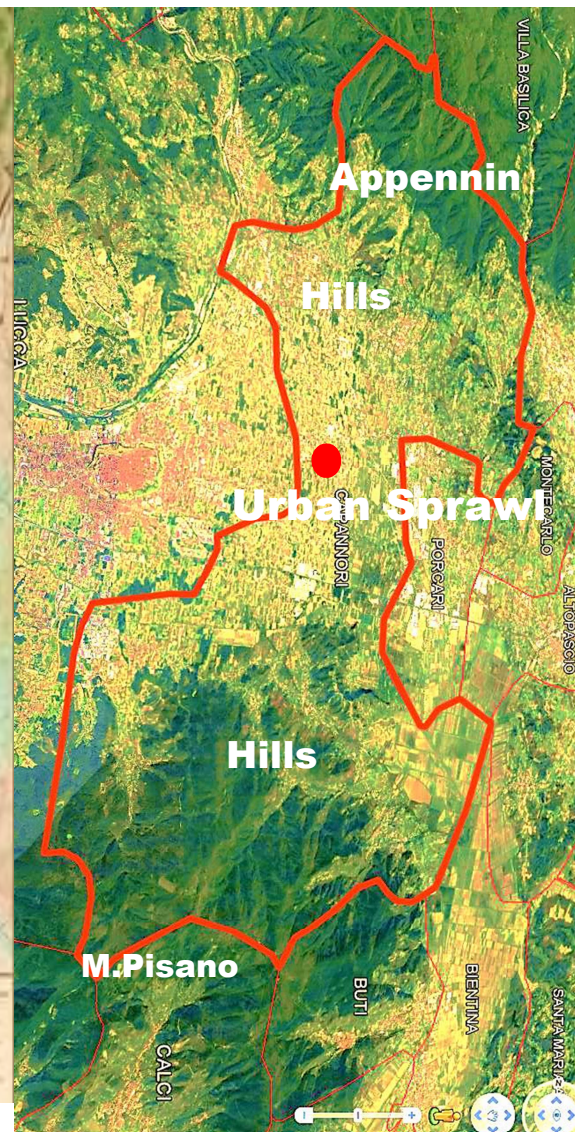 VILLA BASILICA
Appennin
Hills
LUCCA
MONTECARLO
Urban Sprawl
CAPANNORI
PORCARI
ALTOPASCIO
Hills
M.Pisano
BUTI
BIENTINA
SANTA MARIA
CALCI